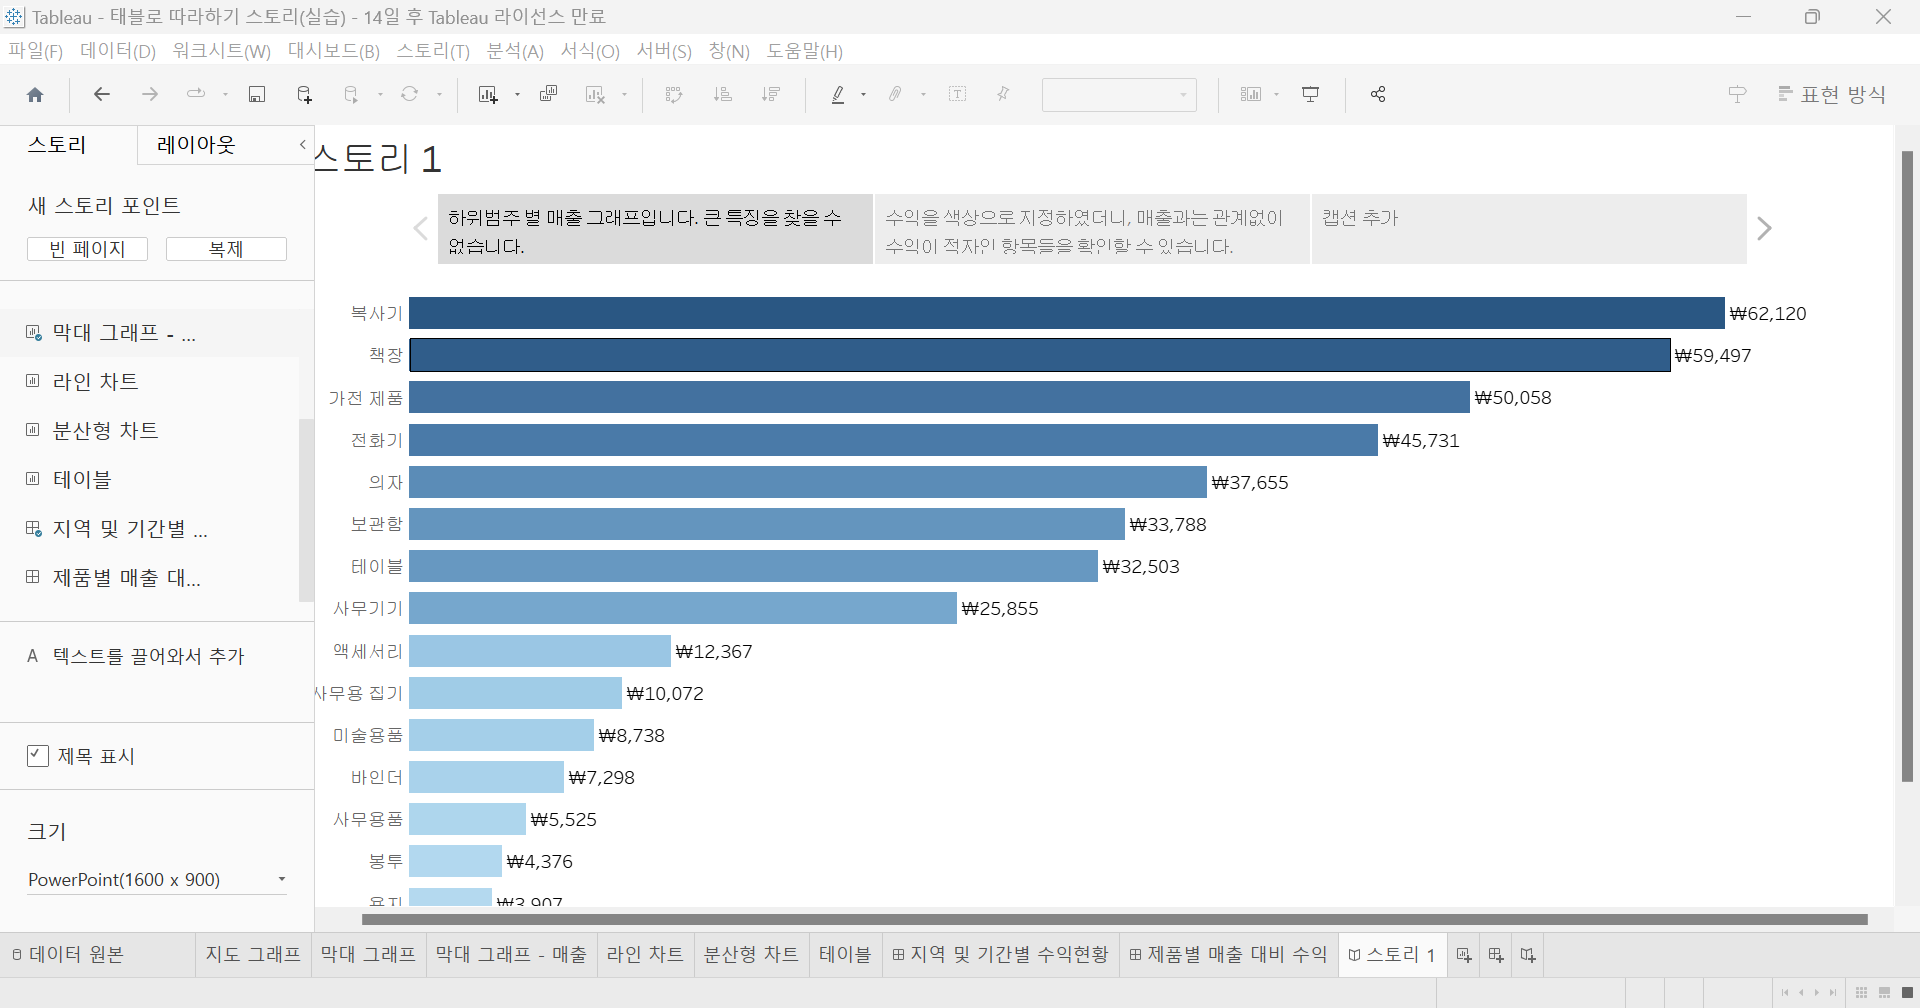 Tableau - 태블로 따라하기 스토리(실습) - 14일 후 Tableau 라이선스 만료
파일(F) 데이터(D) 워크시트(W) 대시보드(B) 스토리(T) 분석(A) 서식(O) 서버(S) 창(N) 도움말(H)
표현 방식
스토리 레이아웃
새 스토리 포인트
빈 페이지 복제
막대 그래프 - ...
라인 차트
분산형 차트
테이블
지역 및 기간별 ...
제품별 매출 대...
A 텍스트를 끌어와서 추가
제목 표시
크기
PowerPoint(1600 x 900)
스토리 1
하위범주 별 매출 그래프입니다. 큰 특징을 찾을 수
없습니다.
수익을 색상으로 지정하였더니, 매출과는 관계없이
수익이 적자인 항목들을 확인할 수 있습니다.
캡션 추가
복사기 ₩62,120
책장 ₩59,497
가전 제품 ₩50,058
전화기 ₩45,731
의자 ₩37,655
보관함 ₩33,788
테이블 ₩32,503
사무기기 ₩25,855
액세서리 ₩12,367
사무용 집기 ₩10,072
미술용품 ₩8,738
바인더 ₩7,298
사무용품 ₩5,525
봉투 ₩4,376
용지 ₩3,907
데이터 원본 지도 그래프 막대 그래프 막대 그래프 - 매출 라인 차트 분산형 차트 테이블 지역 및 기간별 수익현황 제품별 매출 대비 수익 스토리 1